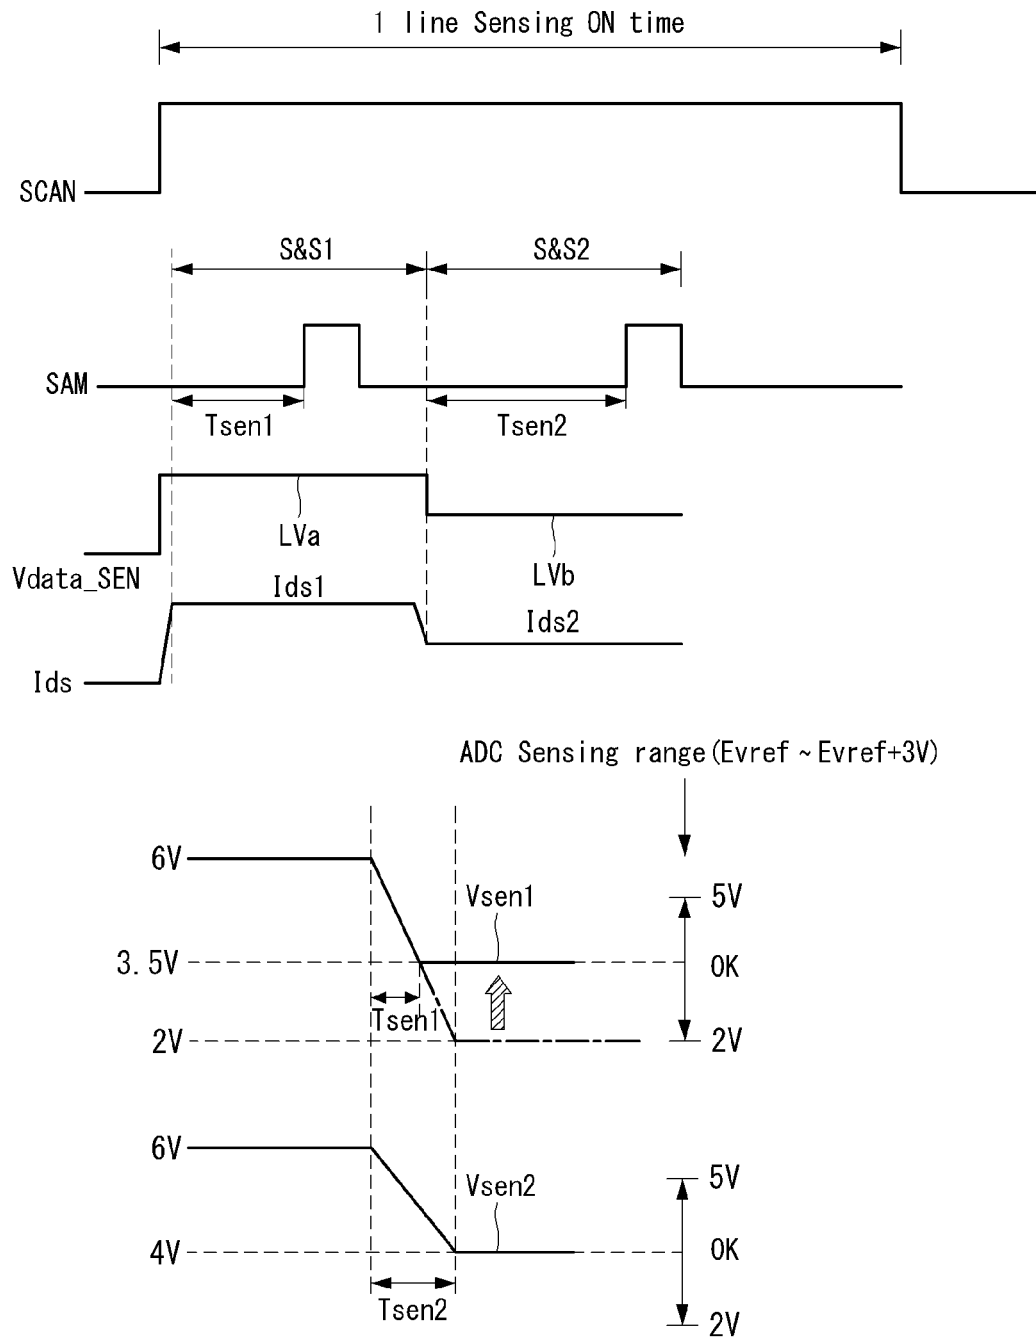 1 line Sensing ON time
SCAN
S&S1
S&S2
SAM
Tsen1
Tsen2
LVa
Vdata_SEN
LVb
Ids1
Ids2
Ids
ADC Sensing range(Evref ~ Evref+3V)
6V
Vsen1
5V
3.5V
OK
Tsen1
2V
2V
6V
Vsen2
5V
4V
OK
Tsen2
2V